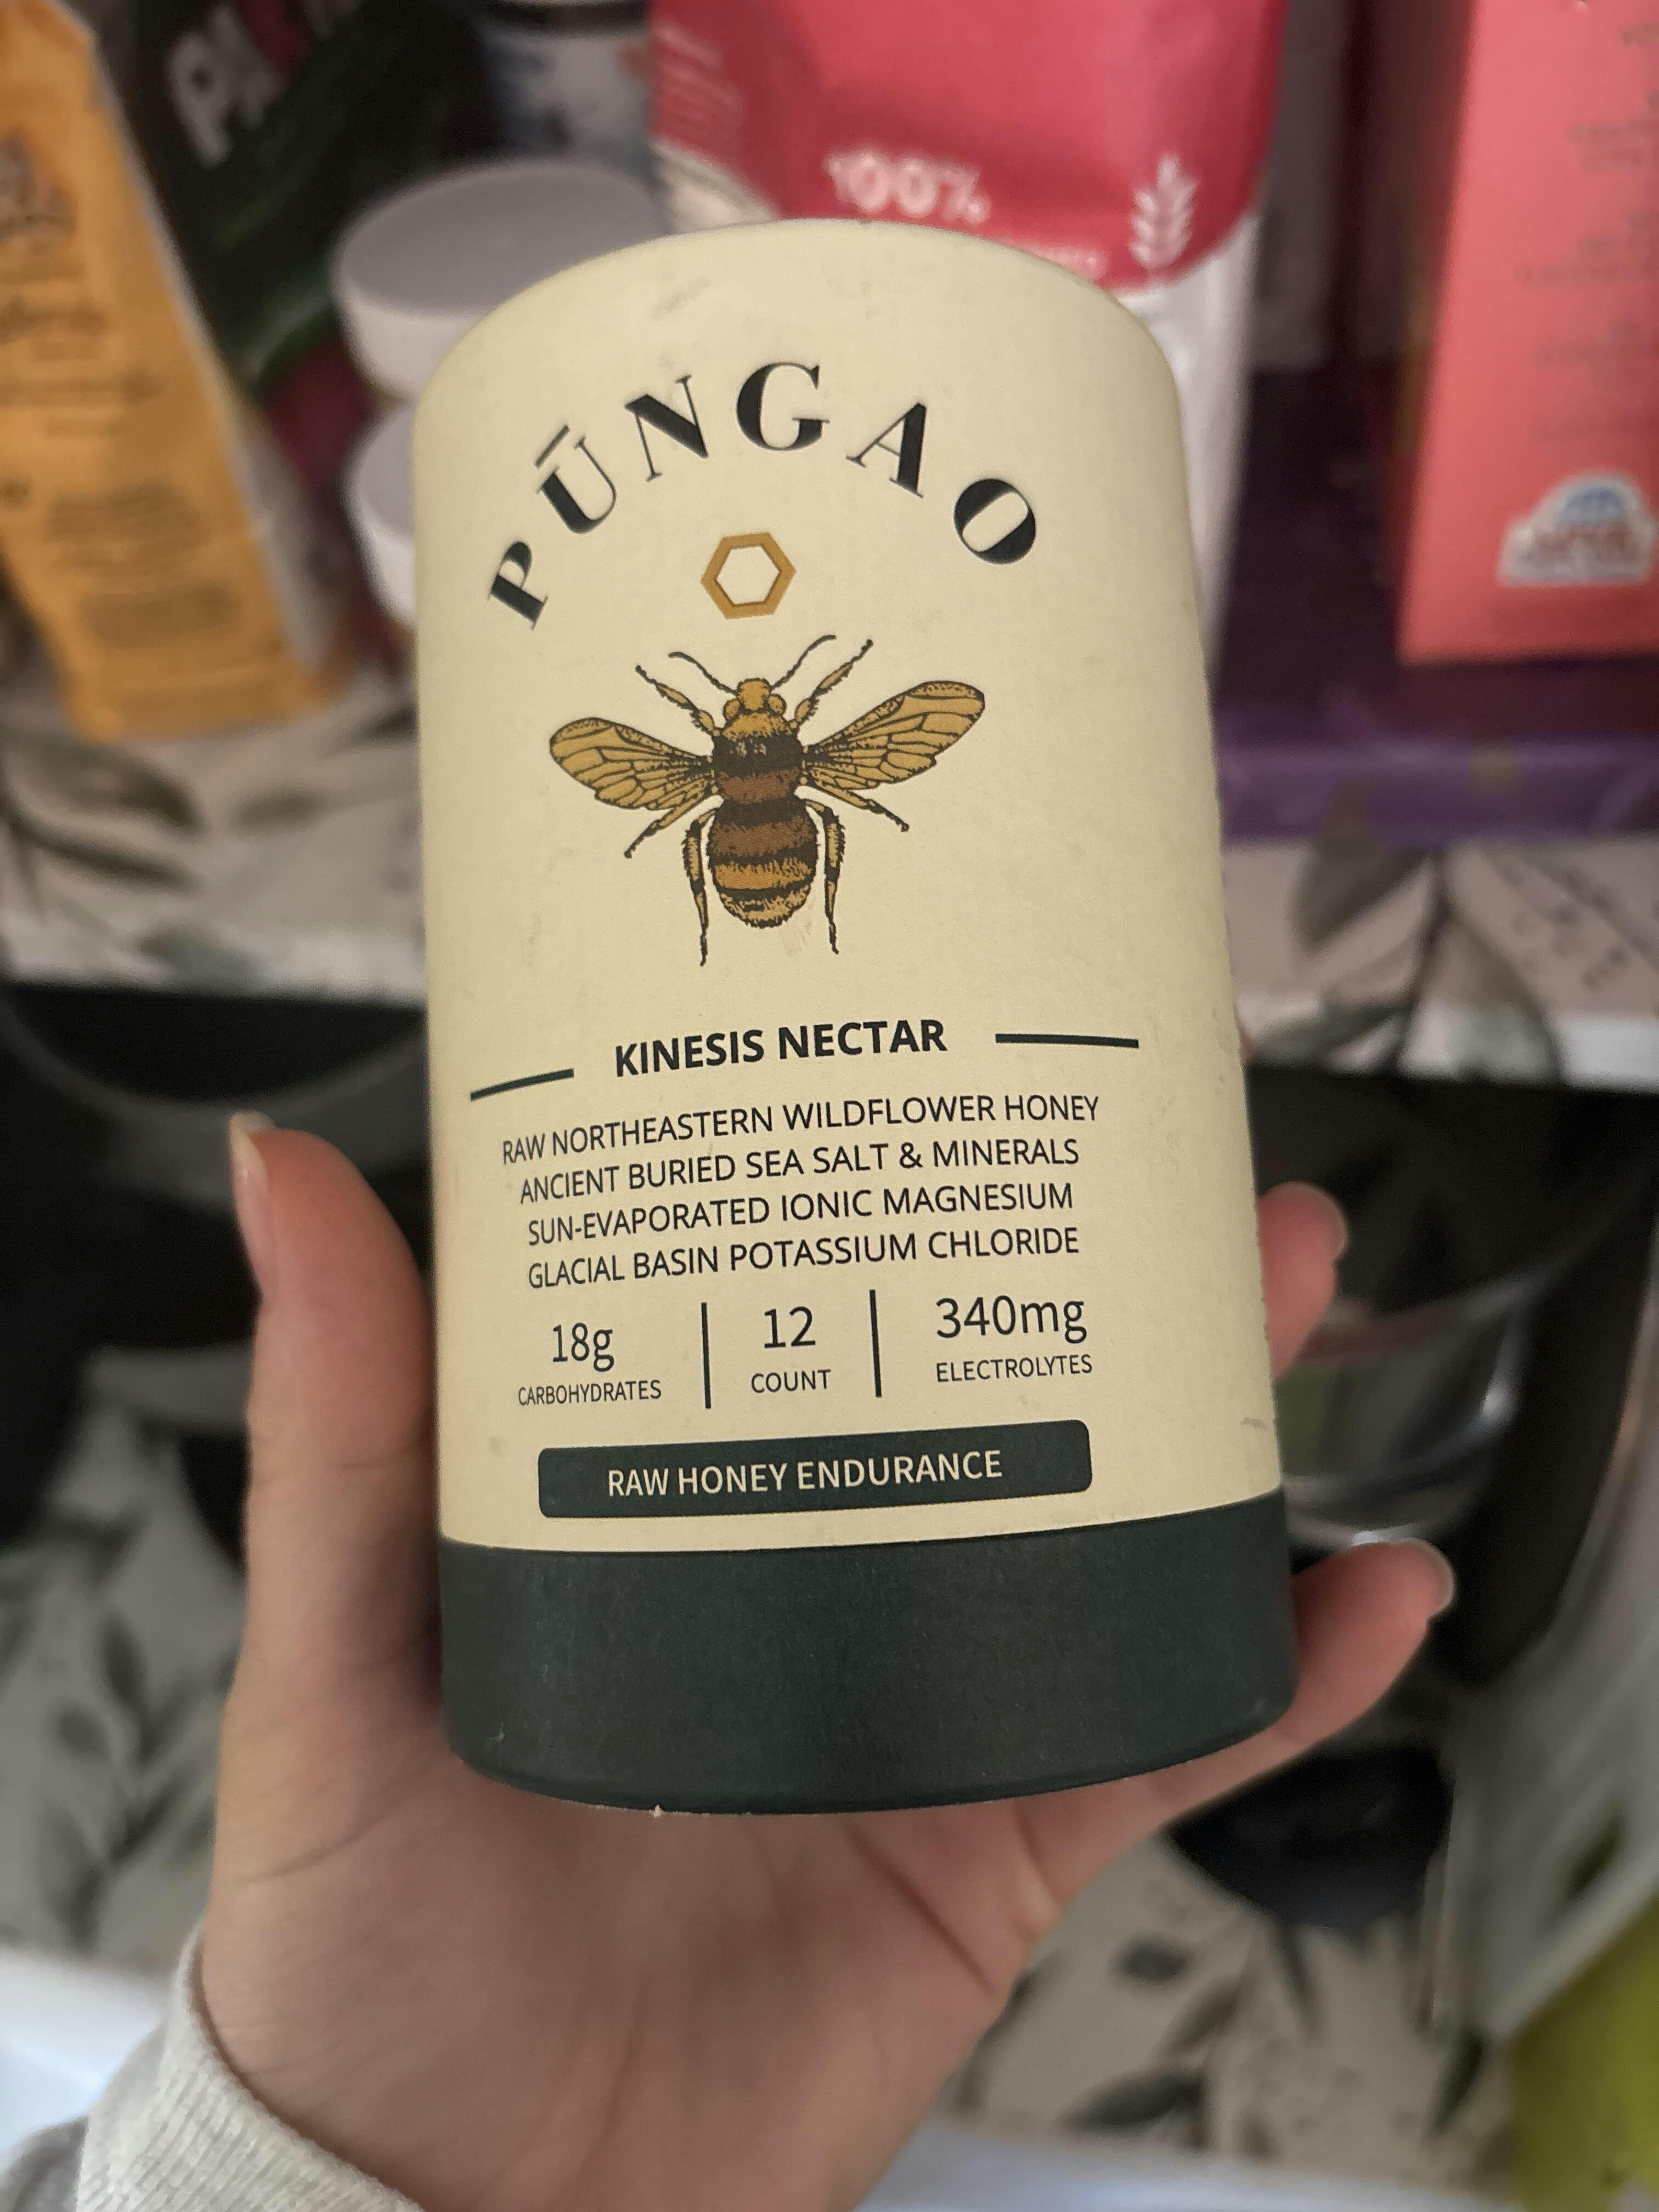 100%
PŪNGAO
KINESIS NECTAR
RAW NORTHEASTERN WILDFLOWER HONEY
ANCIENT BURIED SEA SALT & MINERALS
SUN-EVAPORATED IONIC MAGNESIUM
GLACIAL BASIN POTASSIUM CHLORIDE
18g
CARBOHYDRATES
12
COUNT
340mg
ELECTROLYTES
RAW HONEY ENDURANCE